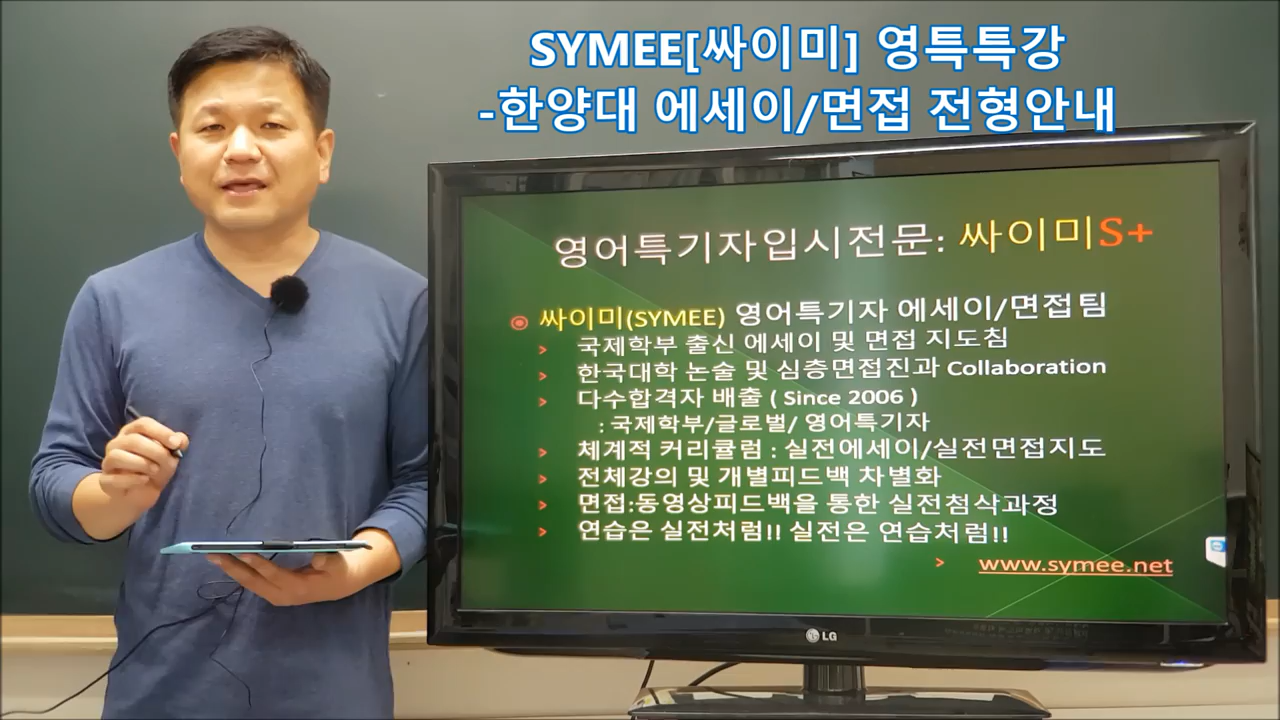 SYMEE[싸이미] 영특특강
-한양대 에세이/면접 전형안내
영어특기자입시전문: 싸이미S+
싸이미(SYMEE) 영어특기자 에세이/면접팀
> 국제학부 출신 에세이 및 면접 지도침
> 한국대학 논술 및 심층면접진과 Collaboration
> 다수합격자 배출 ( Since 2006 )
: 국제학부/글로벌/ 영어특기자
> 체계적 커리큘럼 : 실전에세이/실전면접지도
> 전체강의 및 개별피드백 차별화
> 면접:동영상피드백을 통한 실전첨삭과정
> 연습은 실전처럼!! 실전은 연습처럼!!
> www.symee.net
LG